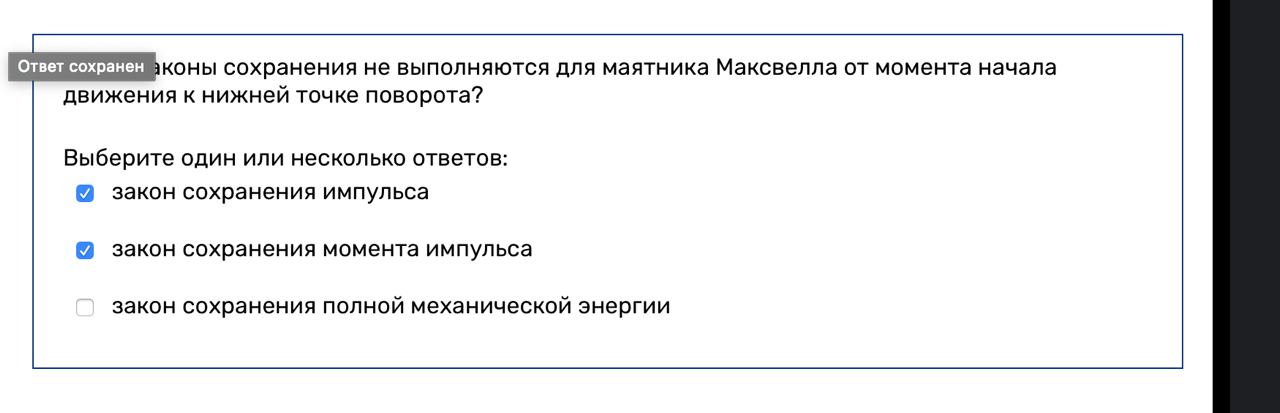 Ответ сохранен
аконы сохранения не выполняются для маятника Максвелла от момента начала
движения к нижней точке поворота?
Выберите один или несколько ответов:
закон сохранения импульса
закон сохранения момента импульса
закон сохранения полной механической энергии